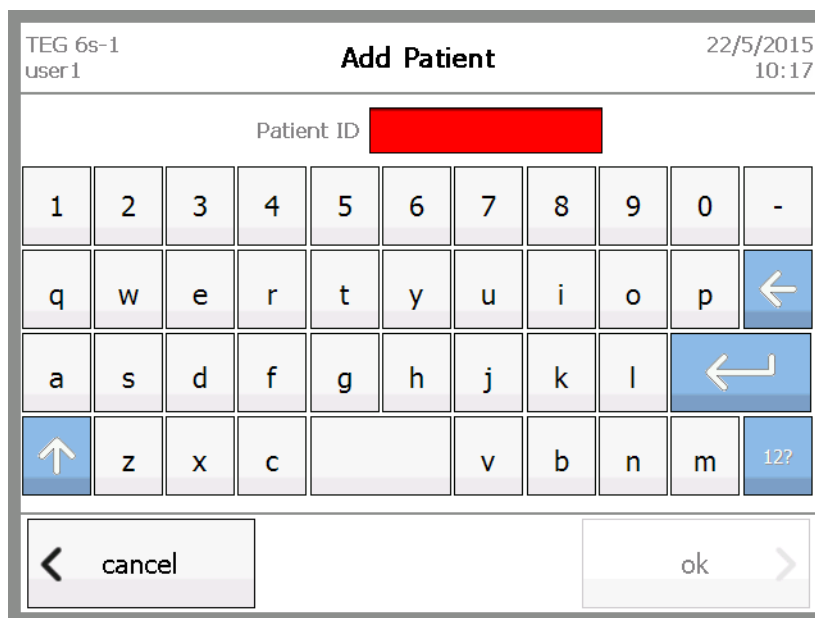 TEG 6s-1
user1
Add Patient
22/5/2015
10:17
Patient ID
1 2 3 4 5 6 7 8 9 0 -
q w e r t y u i o p
a s d f g h j k l
z x c v b n m 12?
cancel
ok